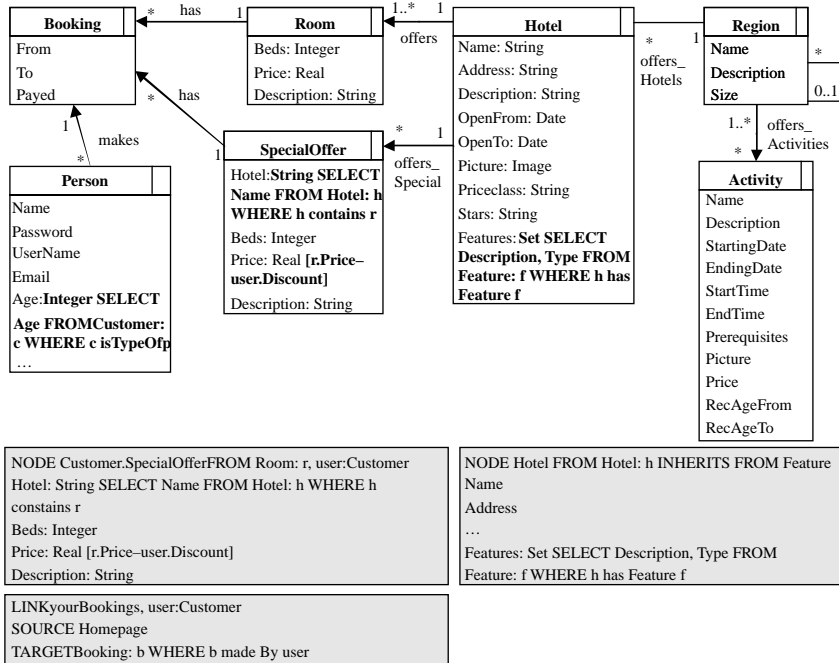 Booking
From
To
Payed
* has 1
Room
Beds: Integer
Price: Real
Description: String
1..* 1
offers
Hotel
Name: String
Address: String
Description: String
OpenFrom: Date
OpenTo: Date
Picture: Image
Priceclass: String
Stars: String
Features: Set SELECT
Description, Type FROM
Feature: f WHERE h has
Feature f
* 1
offers_
Hotels
Region
Name
Description
Size
*
0..1
1..* offers_
Activities
*
Activity
Name
Description
StartingDate
EndingDate
StartTime
EndTime
Prerequisites
Picture
Price
RecAgeFrom
RecAgeTo
* has
1
SpecialOffer
Hotel:String SELECT
Name FROM Hotel: h
WHERE h contains r
Beds: Integer
Price: Real [r.Price–
user.Discount]
Description: String
* 1
offers_
Special
1
makes
*
Person
Name
Password
UserName
Email
Age:Integer SELECT
Age FROMCustomer:
c WHERE c isTypeOfp
…
NODE Customer.SpecialOfferFROM Room: r, user:Customer
Hotel: String SELECT Name FROM Hotel: h WHERE h
constains r
Beds: Integer
Price: Real [r.Price–user.Discount]
Description: String
NODE Hotel FROM Hotel: h INHERITS FROM Feature
Name
Address
…
Features: Set SELECT Description, Type FROM
Feature: f WHERE h has Feature f
LINKyourBookings, user:Customer
SOURCE Homepage
TARGETBooking: b WHERE b made By user